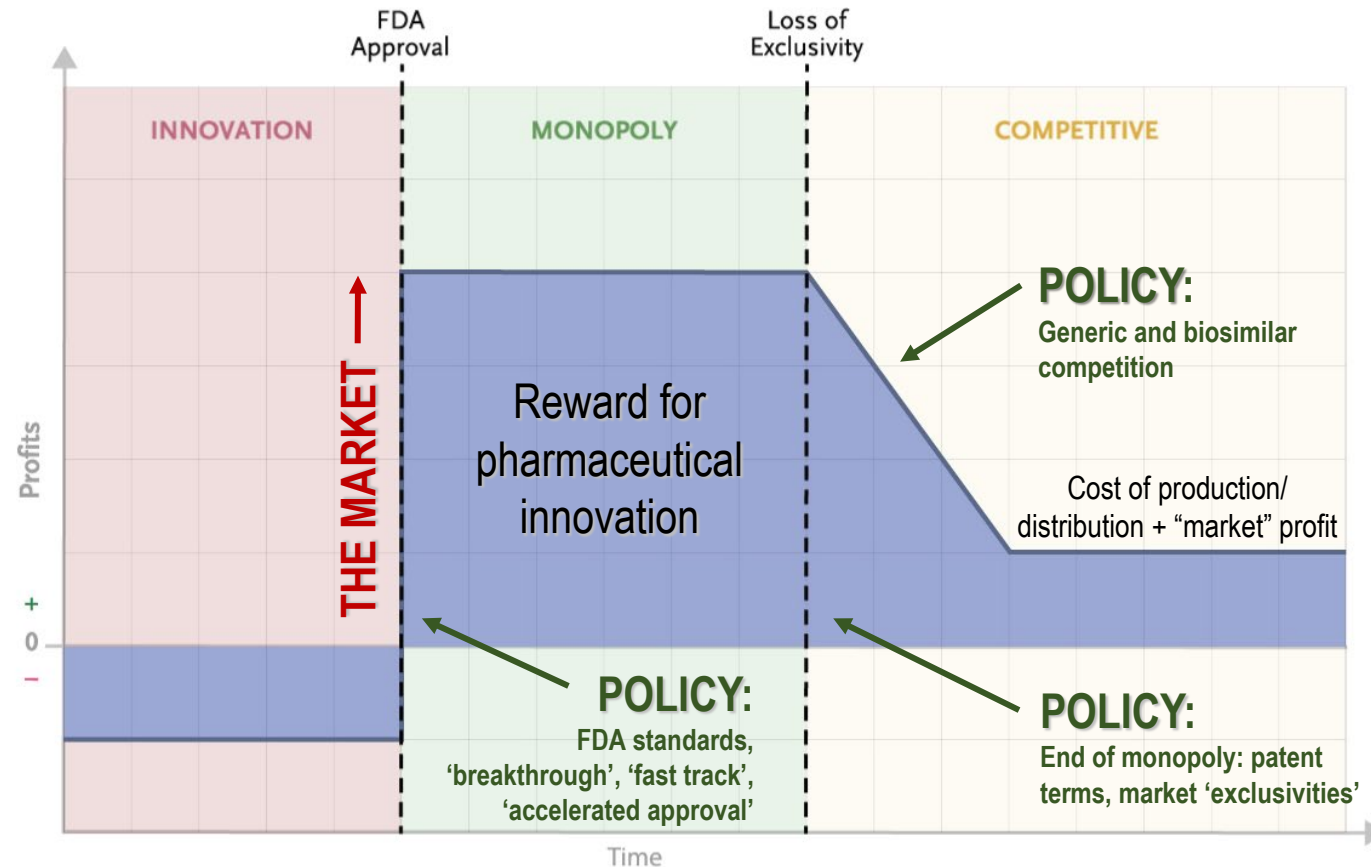 FDA
Approval
Loss of
Exclusivity
INNOVATION
MONOPOLY
COMPETITIVE
THE MARKET
Reward for
pharmaceutical
innovation
POLICY:
Generic and biosimilar
competition
Cost of production/
distribution + “market” profit
Profits
+
0
–
POLICY:
FDA standards,
‘breakthrough’, ‘fast track’,
‘accelerated approval’
POLICY:
End of monopoly: patent
terms, market ‘exclusivities’
Time